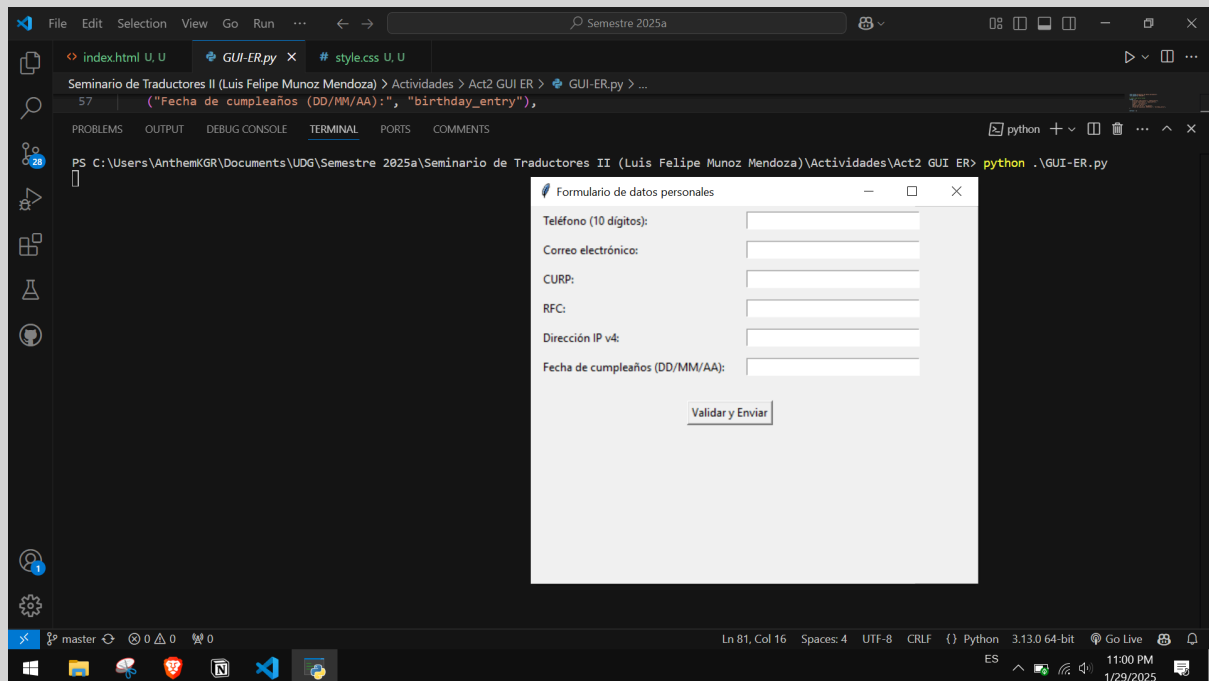 File Edit Selection View Go Run ··· Semestre 2025a
index.html U, U GUI-ER.py # style.css U, U
Seminario de Traductores II (Luis Felipe Munoz Mendoza) > Actividades > Act2 GUI ER > GUI-ER.py > ...
57 ("Fecha de cumpleaños (DD/MM/AA):", "birthday_entry"),
PROBLEMS OUTPUT DEBUG CONSOLE TERMINAL PORTS COMMENTS python
PS C:\Users\AnthemKGR\Documents\UDG\Semestre 2025a\Seminario de Traductores II (Luis Felipe Munoz Mendoza)\Actividades\Act2 GUI ER> python .\GUI-ER.py
28
Formulario de datos personales
Teléfono (10 dígitos):
Correo electrónico:
CURP:
RFC:
Dirección IP v4:
Fecha de cumpleaños (DD/MM/AA):
Validar y Enviar
1
master 0 0 0 Ln 81, Col 16 Spaces: 4 UTF-8 CRLF {} Python 3.13.0 64-bit Go Live
ES 11:00 PM
1/29/2025